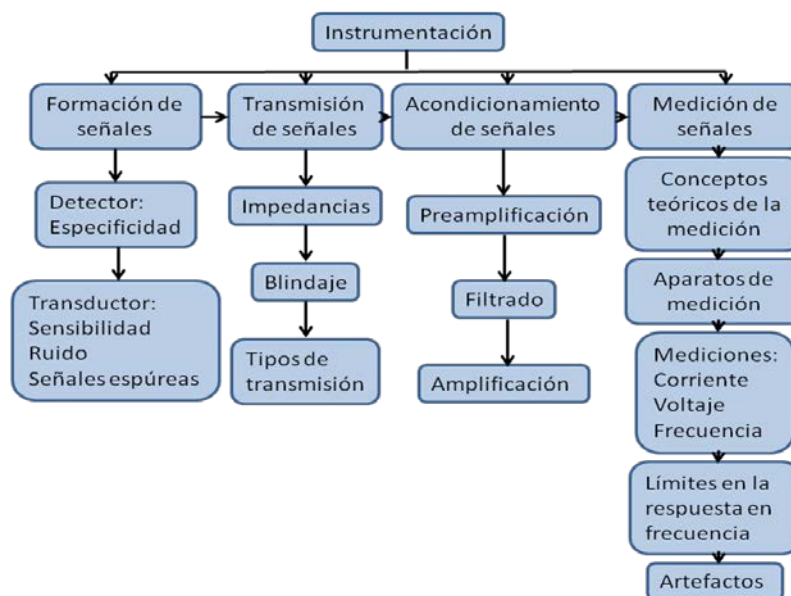 Instrumentación
Formación de
señales
Transmisión
de señales
Acondicionamiento
de señales
Medición de
señales
Detector:
Especificidad
Transductor:
Sensibilidad
Ruido
Señales espúreas
Impedancias
Blindaje
Tipos de
transmisión
Preamplificación
Filtrado
Amplificación
Conceptos
teóricos de la
medición
Aparatos de
medición
Mediciones:
Corriente
Voltaje
Frecuencia
Límites en la
respuesta en
frecuencia
Artefactos